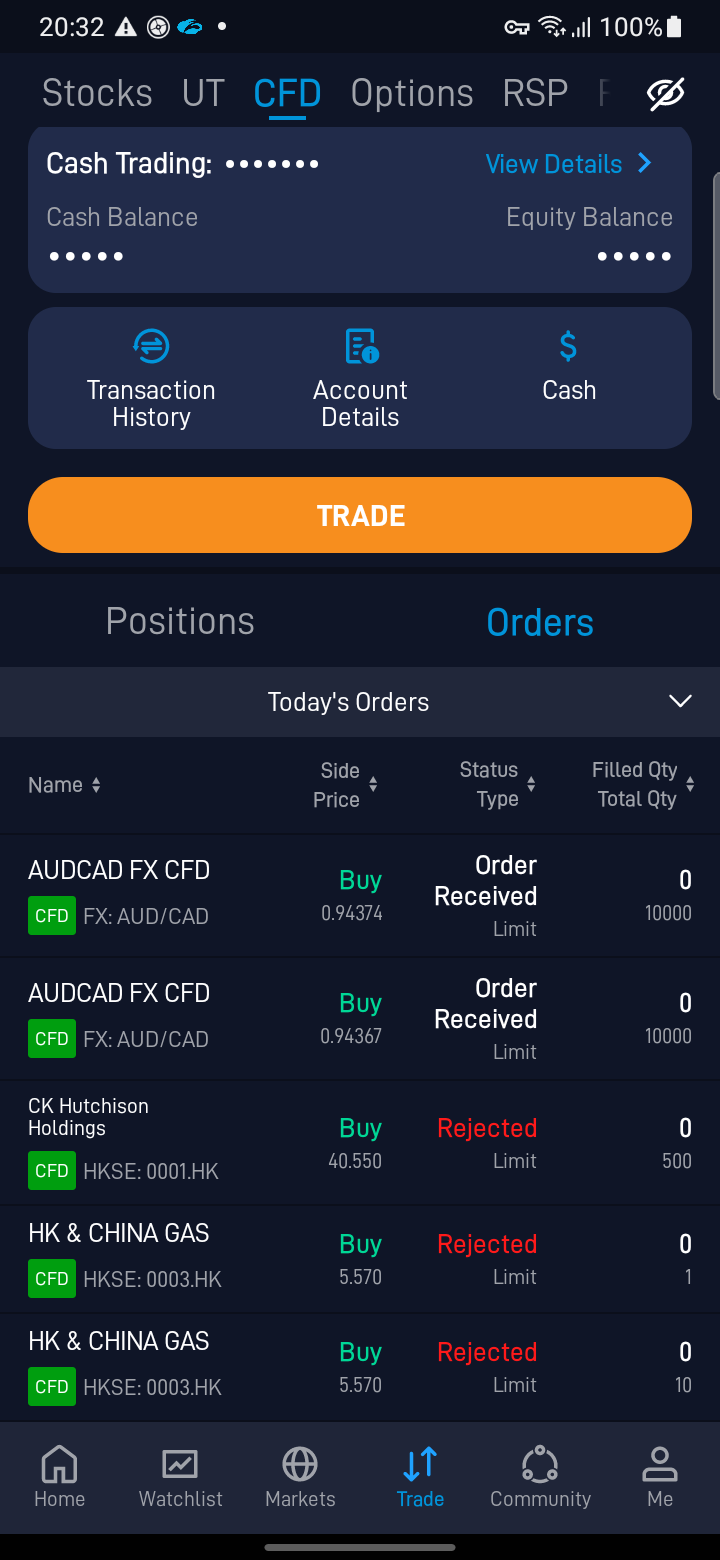 20:32
100%
Stocks UT CFD Options RSP
Cash Trading: •••••••
View Details
Cash Balance
Equity Balance
•••••
•••••
Transaction
History
Account
Details
Cash
TRADE
Positions
Orders
Today's Orders
Name
Side
Price
Status
Type
Filled Qty
Total Qty
AUDCAD FX CFD
CFD FX: AUD/CAD
Buy
0.94374
Order
Received
Limit
0
10000
AUDCAD FX CFD
CFD FX: AUD/CAD
Buy
0.94367
Order
Received
Limit
0
10000
CK Hutchison
Holdings
CFD HKSE: 0001.HK
Buy
40.550
Rejected
Limit
0
500
HK & CHINA GAS
CFD HKSE: 0003.HK
Buy
5.570
Rejected
Limit
0
1
HK & CHINA GAS
CFD HKSE: 0003.HK
Buy
5.570
Rejected
Limit
0
10
Home Watchlist Markets Trade Community Me